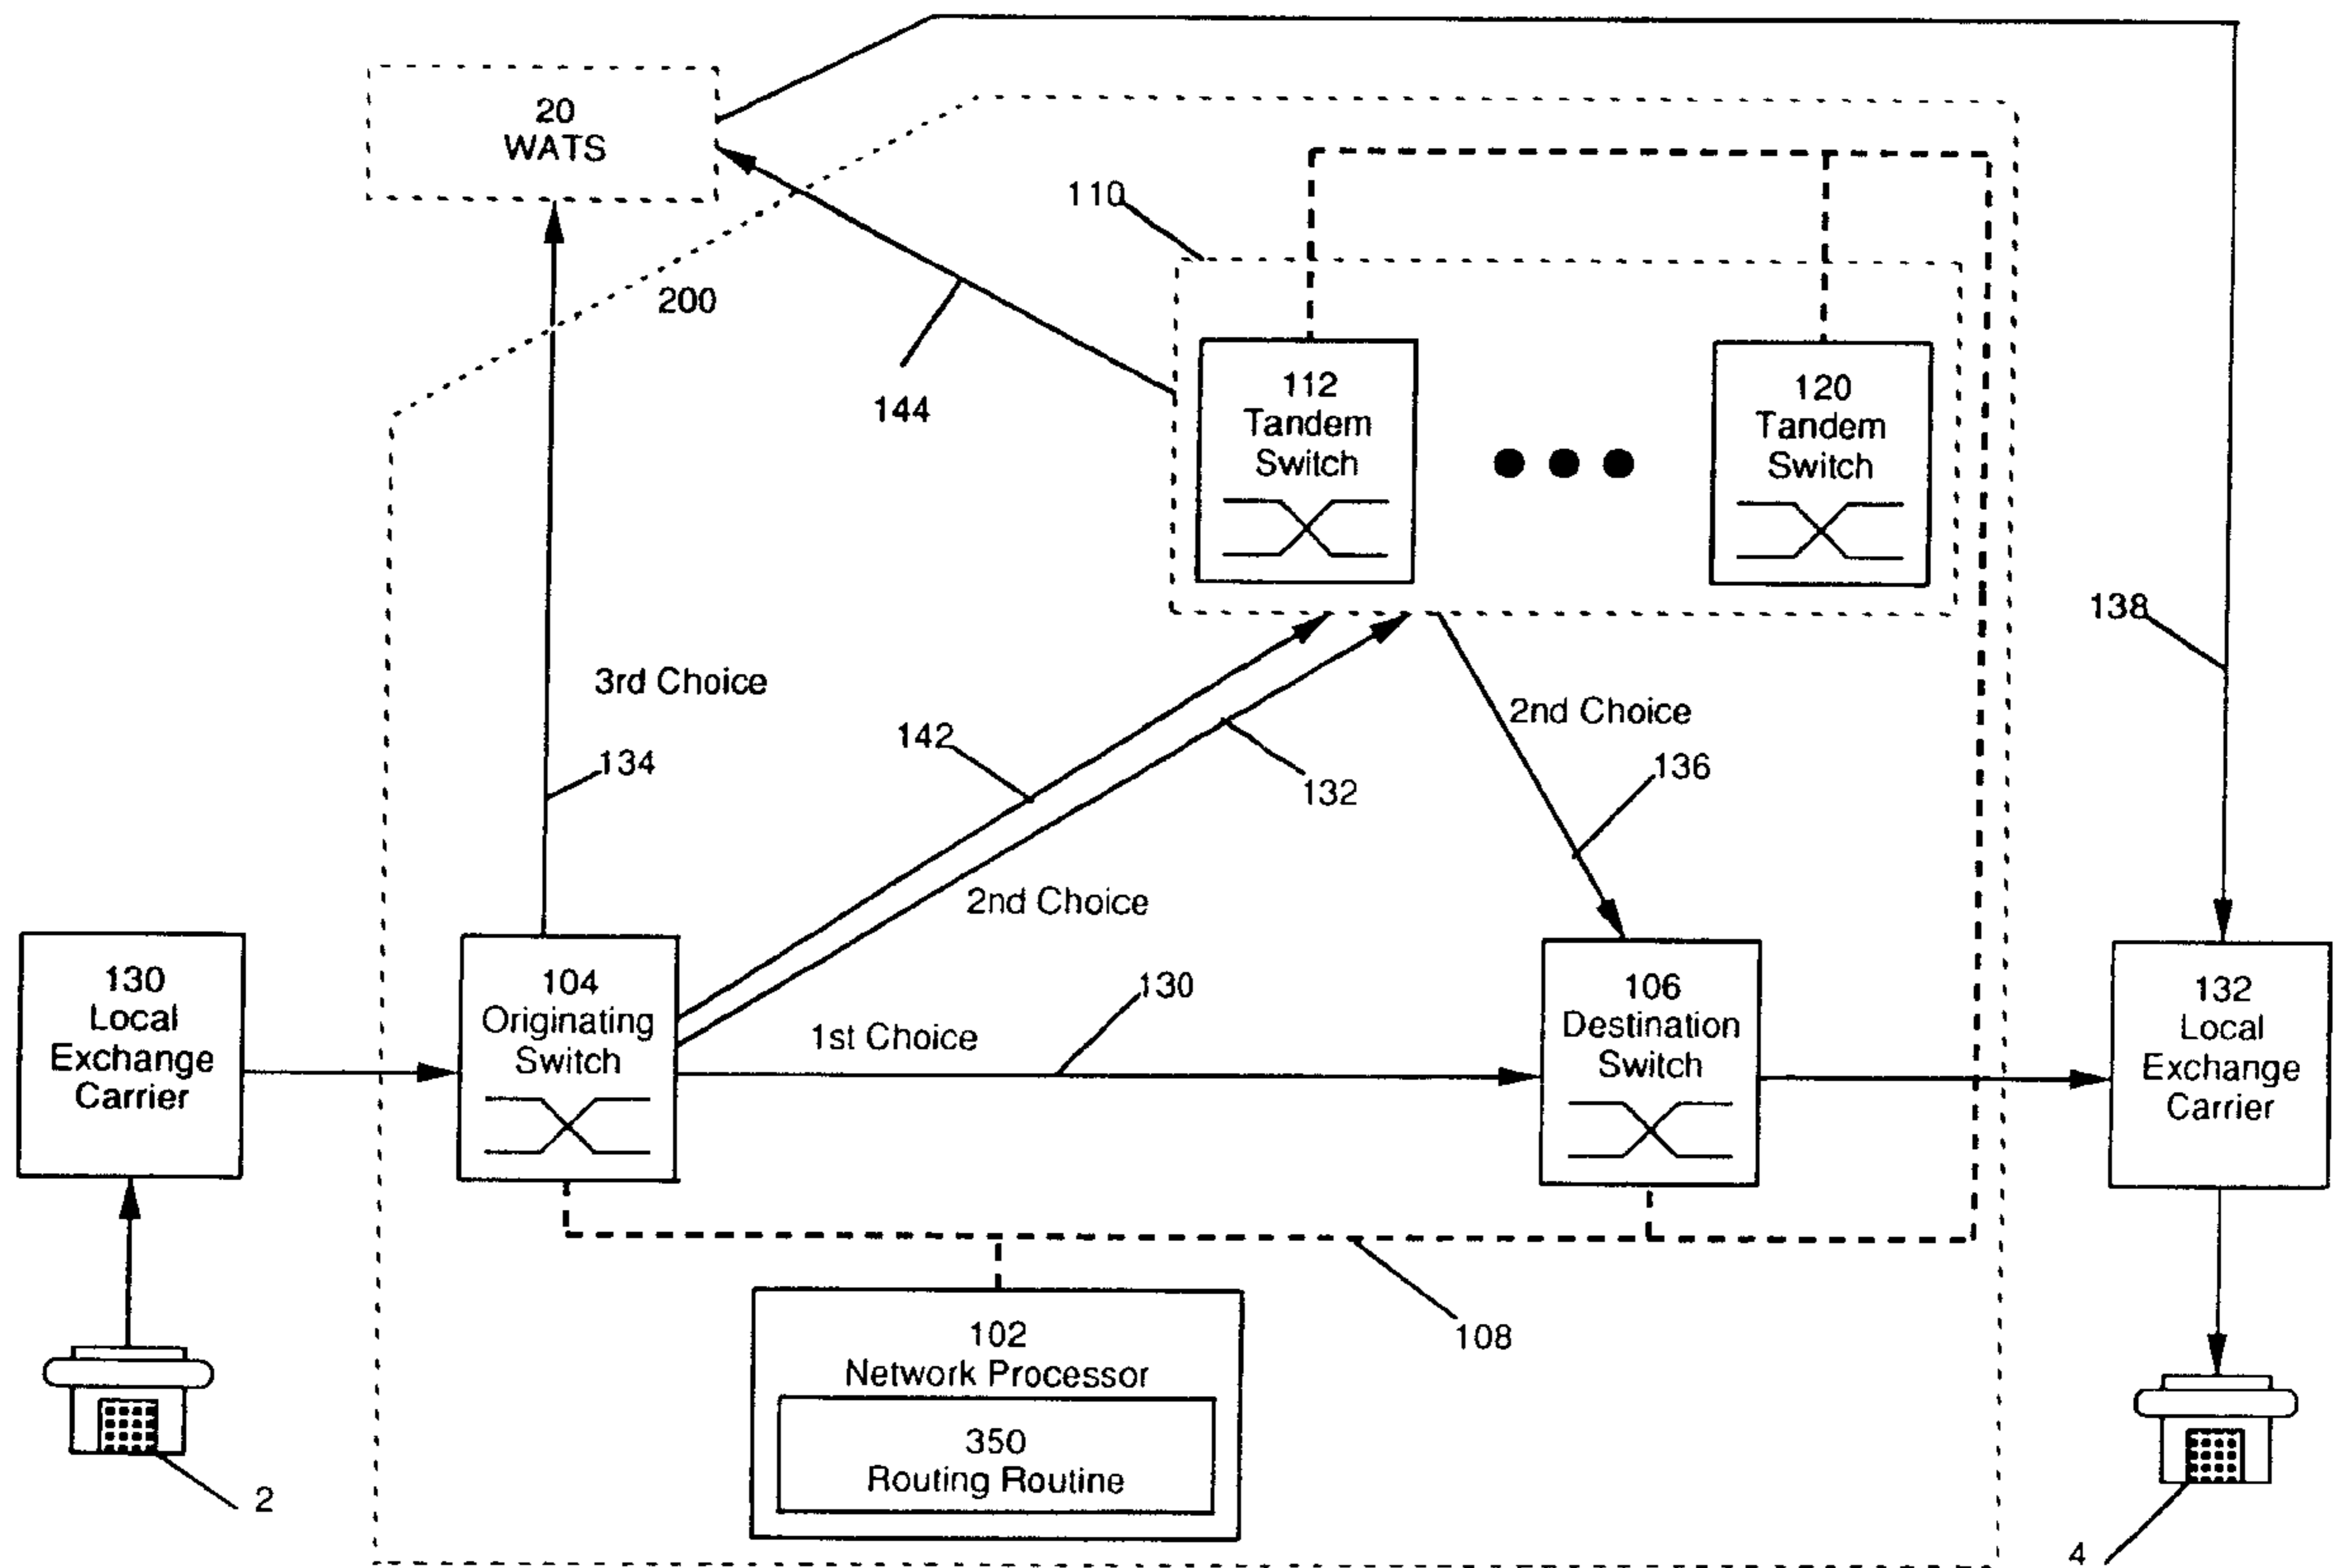 20
WATS
110
200
112
Tandem
Switch
120
Tandem
Switch
144
138
3rd Choice
2nd Choice
142
134
132
136
2nd Choice
130
Local
Exchange
Carrier
104
Originating
Switch
1st Choice
130
106
Destination
Switch
132
Local
Exchange
Carrier
108
102
Network Processor
350
Routing Routine
2
4